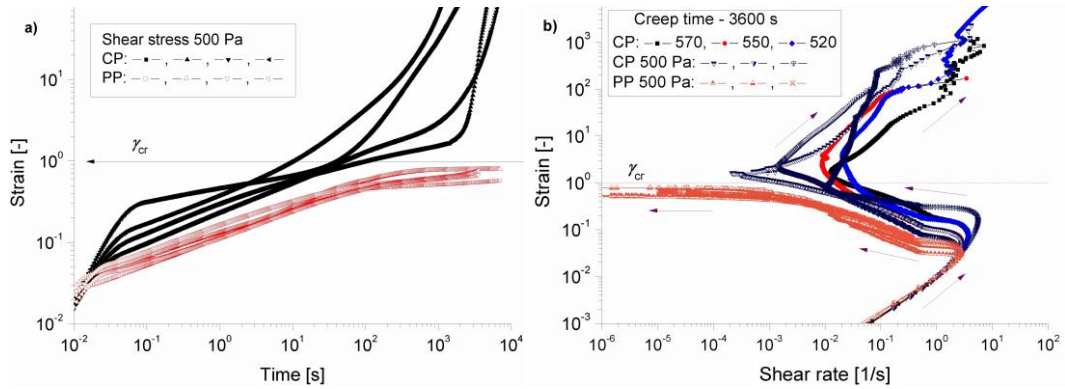 a)
Shear stress 500 Pa
CP: , , ,
PP: , , ,
γcr
Strain [-]
10^1
10^0
10^-1
10^-2
10^-2 10^-1 10^0 10^1 10^2 10^3 10^4
Time [s]
b)
Creep time - 3600 s
CP: 570, 550, 520
CP 500 Pa: , ,
PP 500 Pa: , ,
γcr
Strain [-]
10^3
10^2
10^1
10^0
10^-1
10^-2
10^-3
10^-6 10^-5 10^-4 10^-3 10^-2 10^-1 10^0 10^1 10^2
Shear rate [1/s]